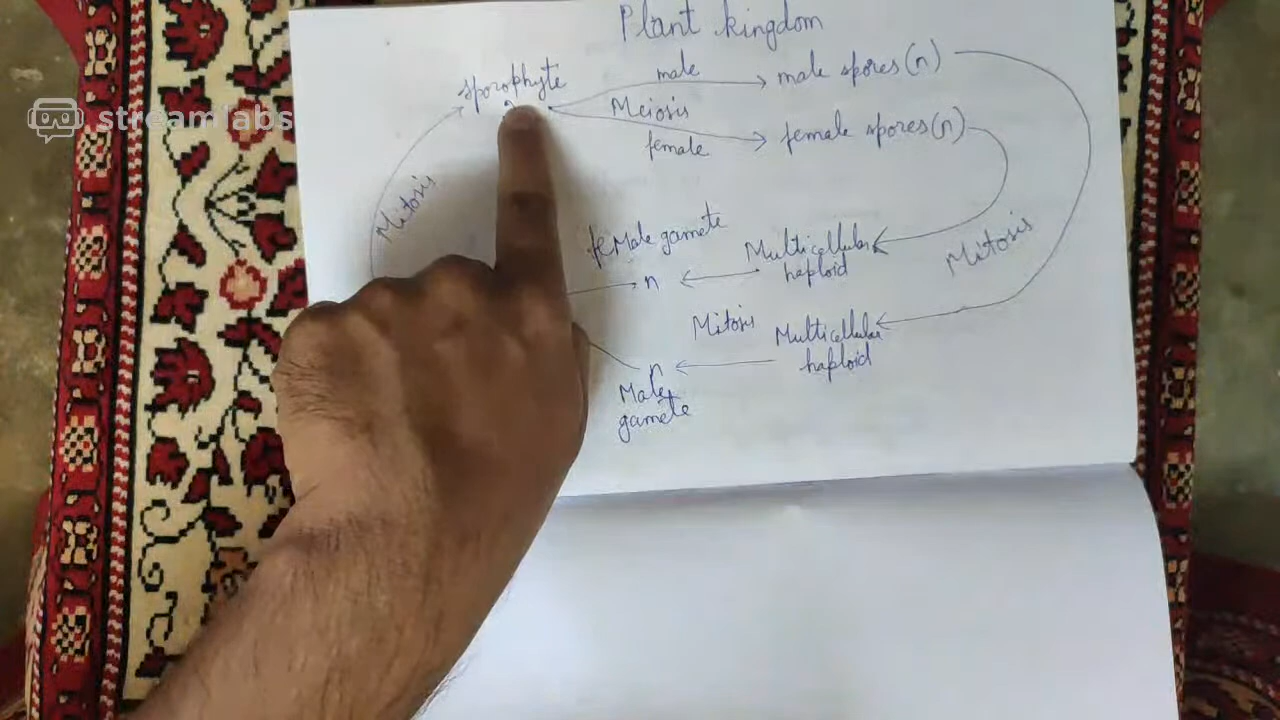 Plant kingdom
streamlabs
sporophyte
male
male spores (n)
Meiosis
female
female spores (n)
Mitosis
feMale gamete
n
Multicellular
haploid
Mitosis
Mitosis
Multicellular
haploid
n
Male
gamete